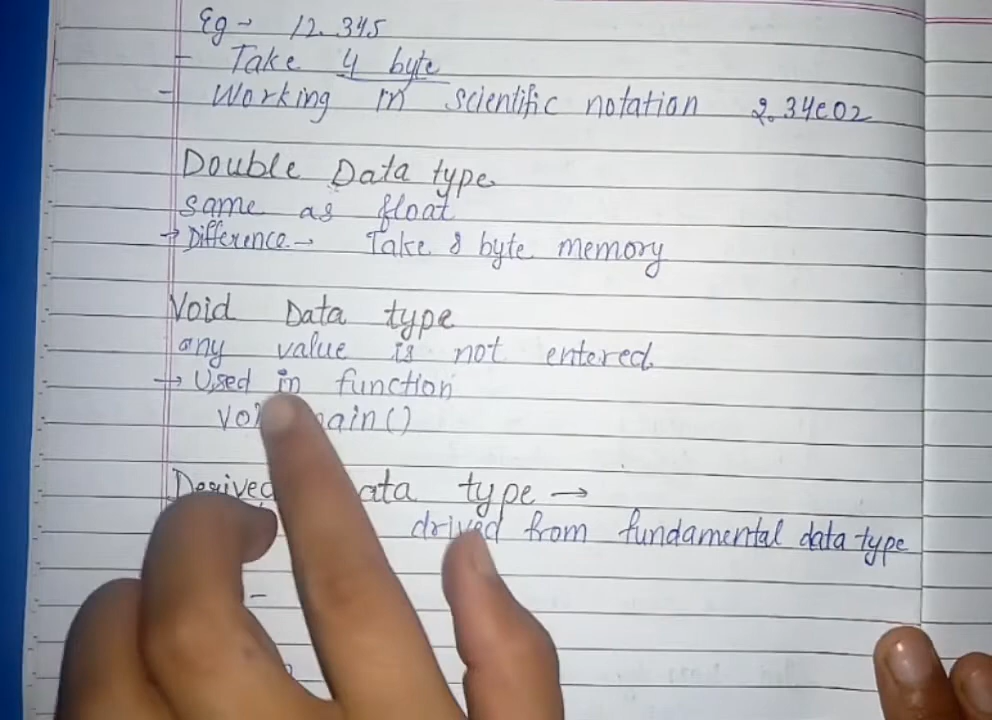 Eg → 12.345
- Take 4 byte
- Working in scientific notation 2.34e02
Double Data type
same as float
→ Difference → Take 8 byte memory
Void Data type
any value is not entered
→ Used in function
ain()
ata type →
drived from fundamental data type
-